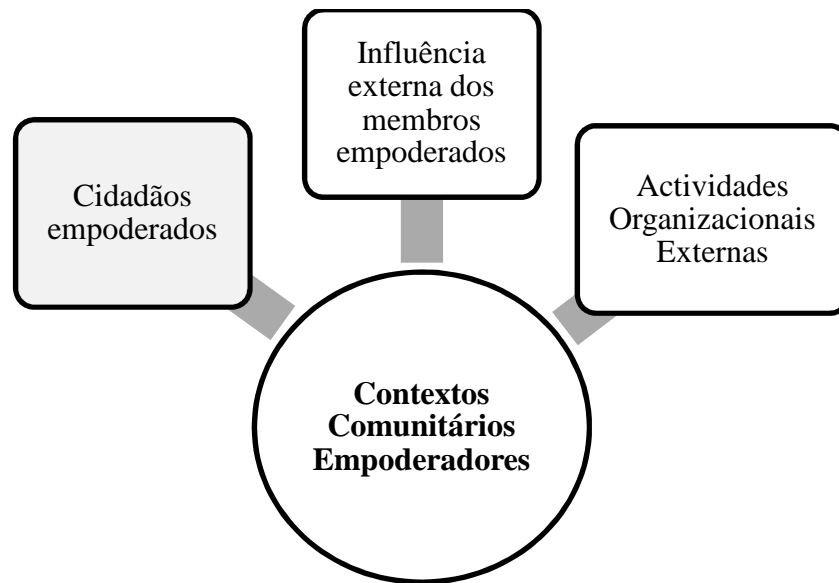 Influência
externa dos
membros
empoderados
Cidadãos
empoderados
Actividades
Organizacionais
Externas
Contextos
Comunitários
Empoderadores